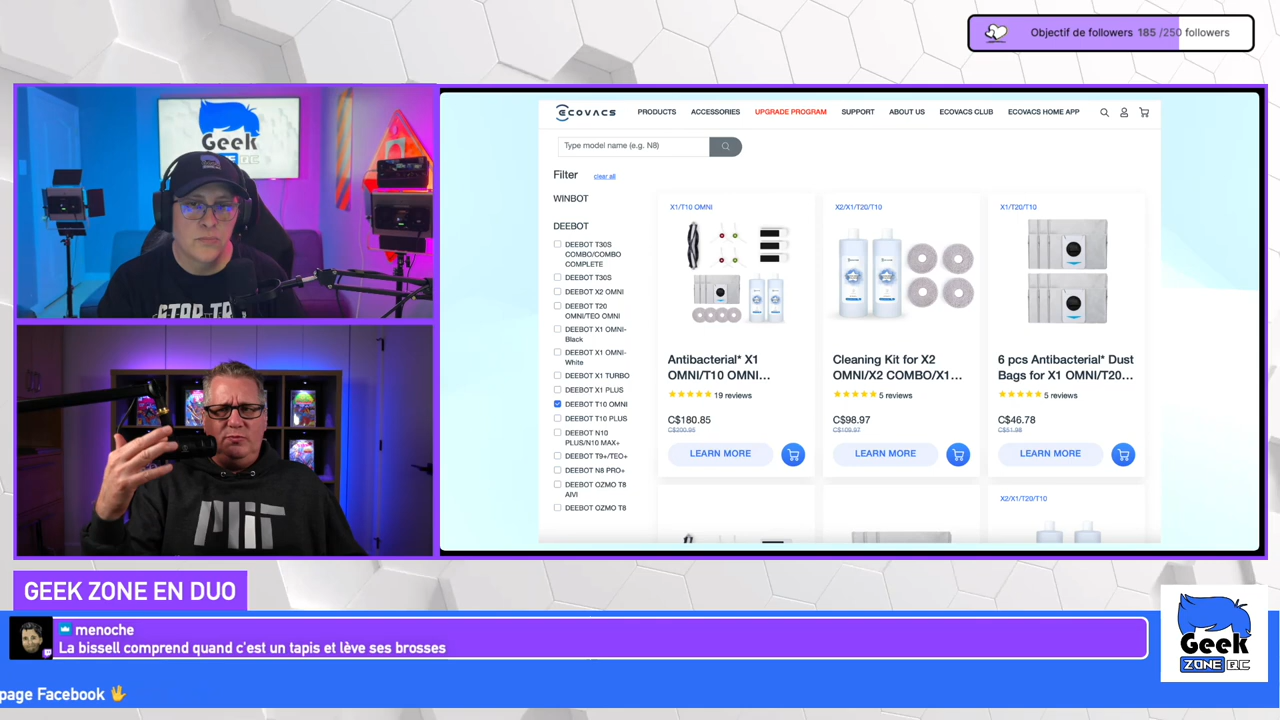 Objectif de followers 185 /250 followers
Geek
STAR TR
MIT
ECOVACS
PRODUCTS
ACCESSORIES
UPGRADE PROGRAM
SUPPORT
ABOUT US
ECOVACS CLUB
ECOVACS HOME APP
Type model name (e.g. N8)
Filter
clear all
WINBOT
DEEBOT
DEEBOT T30S
COMBO/COMBO
COMPLETE
DEEBOT T30S
DEEBOT X2 OMNI
DEEBOT T20
OMNI/TEO OMNI
DEEBOT X1 OMNI-
Black
DEEBOT X1 OMNI-
White
DEEBOT X1 TURBO
DEEBOT X1 PLUS
DEEBOT T10 OMNI
DEEBOT T10 PLUS
DEEBOT N10
PLUS/N10 MAX+
DEEBOT T9+/TEO+
DEEBOT N8 PRO+
DEEBOT OZMO T8
AIVI
DEEBOT OZMO T8
X1/T10 OMNI
Antibacterial* X1
OMNI/T10 OMNI…
19 reviews
C$180.85
C$200.95
LEARN MORE
X2/X1/T20/T10
Cleaning Kit for X2
OMNI/X2 COMBO/X1…
5 reviews
C$98.97
C$109.97
LEARN MORE
X1/T20/T10
6 pcs Antibacterial* Dust
Bags for X1 OMNI/T20…
5 reviews
C$46.78
C$51.98
LEARN MORE
X2/X1/T20/T10
GEEK ZONE EN DUO
menoche
La bissell comprend quand c'est un tapis et lève ses brosses
page Facebook 🖖
Geek
ZONE QC